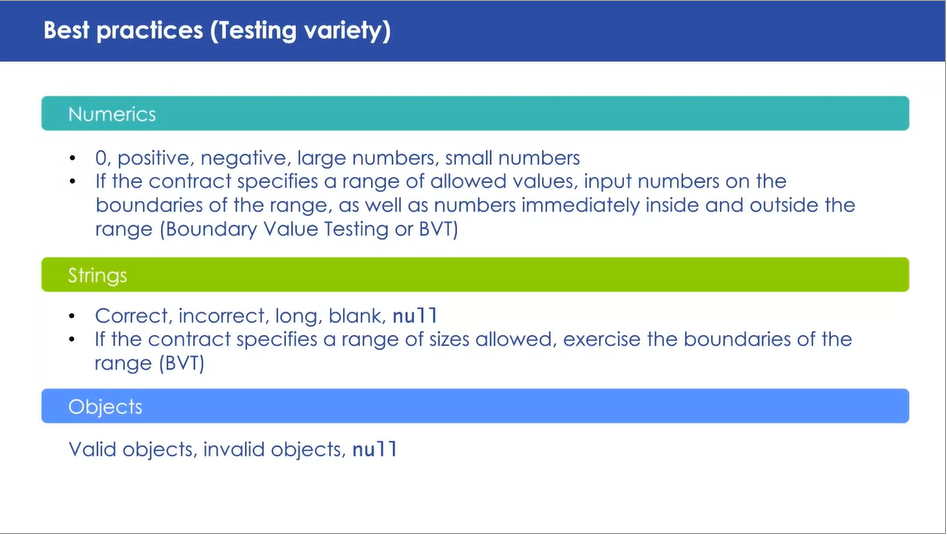 Best practices (Testing variety)
Numerics
• 0, positive, negative, large numbers, small numbers
• If the contract specifies a range of allowed values, input numbers on the
boundaries of the range, as well as numbers immediately inside and outside the
range (Boundary Value Testing or BVT)
Strings
• Correct, incorrect, long, blank, null
• If the contract specifies a range of sizes allowed, exercise the boundaries of the
range (BVT)
Objects
Valid objects, invalid objects, null